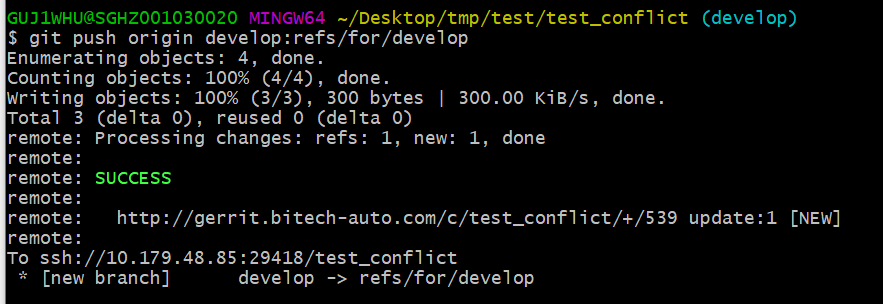 GUJ1WHU@SGHZ001030020 MINGW64 ~/Desktop/tmp/test/test_conflict (develop)
$ git push origin develop:refs/for/develop
Enumerating objects: 4, done.
Counting objects: 100% (4/4), done.
Writing objects: 100% (3/3), 300 bytes | 300.00 KiB/s, done.
Total 3 (delta 0), reused 0 (delta 0)
remote: Processing changes: refs: 1, new: 1, done
remote:
remote: SUCCESS
remote:
remote:   http://gerrit.bitech-auto.com/c/test_conflict/+/539 update:1 [NEW]
remote:
To ssh://10.179.48.85:29418/test_conflict
 * [new branch]      develop -> refs/for/develop